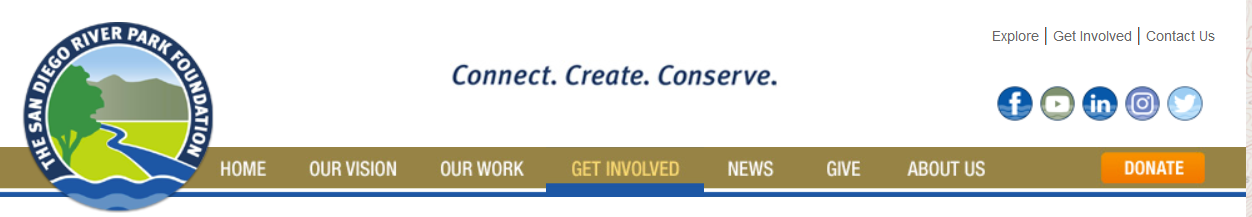 THE SAN DIEGO RIVER PARK FOUNDATION
Explore | Get Involved | Contact Us
Connect. Create. Conserve.
f in
HOME OUR VISION OUR WORK GET INVOLVED NEWS GIVE ABOUT US DONATE